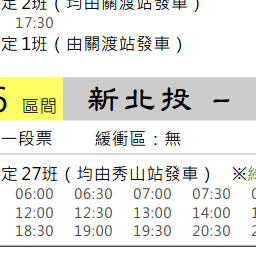 定 2班 ( 均由關渡站發車 )
17:30
定 1班 ( 由關渡站發車 )
6 區間 新北投 –
一段票 緩衝區：無
定 27班 ( 均由秀山站發車 ) ※
06:00 06:30 07:00 07:30
12:00 12:30 13:00 14:00
18:30 19:00 19:30 20:30